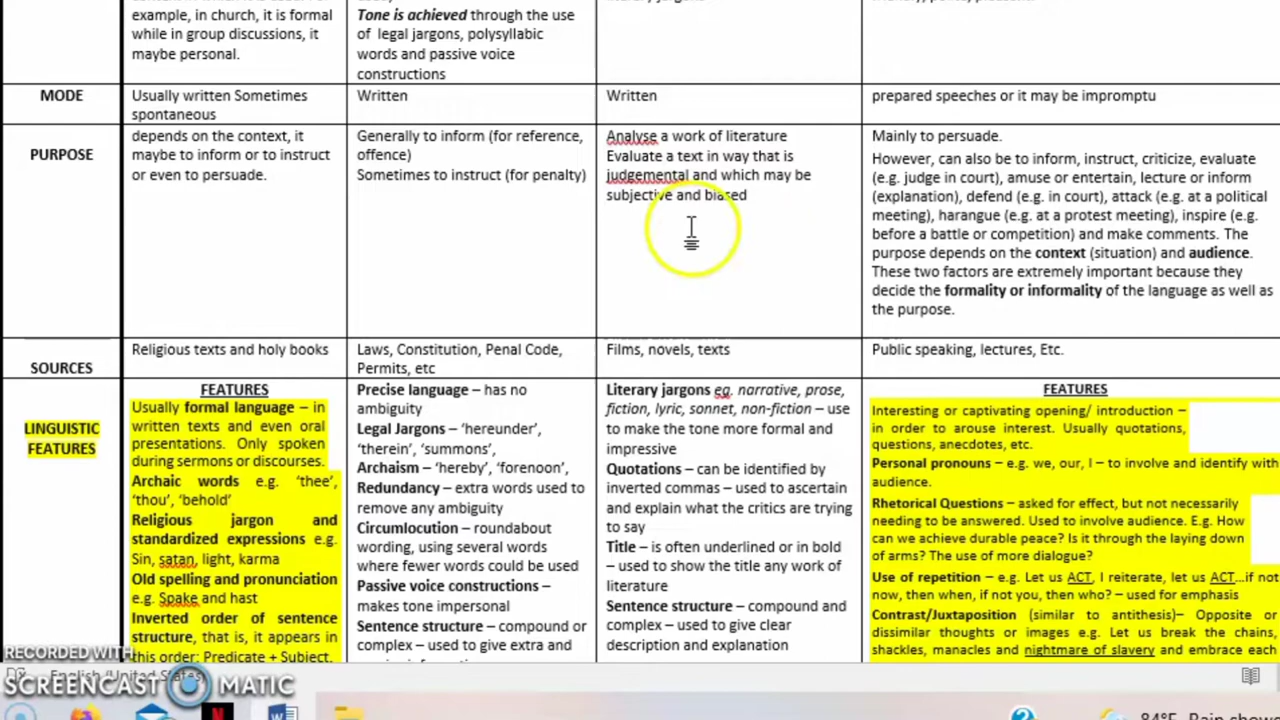 example, in church, it is formal
while in group discussions, it
maybe personal.
Tone is achieved through the use
of legal jargons, polysyllabic
words and passive voice
constructions
MODE
Usually written Sometimes
spontaneous
Written
Written
prepared speeches or it may be impromptu
PURPOSE
depends on the context, it
maybe to inform or to instruct
or even to persuade.
Generally to inform (for reference,
offence)
Sometimes to instruct (for penalty)
Analyse a work of literature
Evaluate a text in way that is
judgemental and which may be
subjective and biased
Mainly to persuade.
However, can also be to inform, instruct, criticize, evaluate
(e.g. judge in court), amuse or entertain, lecture or inform
(explanation), defend (e.g. in court), attack (e.g. at a political
meeting), harangue (e.g. at a protest meeting), inspire (e.g.
before a battle or competition) and make comments. The
purpose depends on the context (situation) and audience.
These two factors are extremely important because they
decide the formality or informality of the language as well as
the purpose.
SOURCES
Religious texts and holy books
Laws, Constitution, Penal Code,
Permits, etc
Films, novels, texts
Public speaking, lectures, Etc.
LINGUISTIC
FEATURES
FEATURES
Usually formal language – in
written texts and even oral
presentations. Only spoken
during sermons or discourses.
Archaic words e.g. ‘thee’,
‘thou’, ‘behold’
Religious jargon and
standardized expressions e.g.
Sin, satan, light, karma
Old spelling and pronunciation
e.g. Spake and hast
Inverted order of sentence
structure, that is, it appears in
this order: Predicate + Subject.
Precise language – has no
ambiguity
Legal Jargons – ‘hereunder’,
‘therein’, ‘summons’,
Archaism – ‘hereby’, ‘forenoon’,
Redundancy – extra words used to
remove any ambiguity
Circumlocution – roundabout
wording, using several words
where fewer words could be used
Passive voice constructions –
makes tone impersonal
Sentence structure – compound or
complex – used to give extra and
Literary jargons eg. narrative, prose,
fiction, lyric, sonnet, non-fiction – use
to make the tone more formal and
impressive
Quotations – can be identified by
inverted commas – used to ascertain
and explain what the critics are trying
to say
Title – is often underlined or in bold
– used to show the title any work of
literature
Sentence structure – compound and
complex – used to give clear
description and explanation
FEATURES
Interesting or captivating opening/ introduction –
in order to arouse interest. Usually quotations,
questions, anecdotes, etc.
Personal pronouns – e.g. we, our, I – to involve and identify with
audience.
Rhetorical Questions – asked for effect, but not necessarily
needing to be answered. Used to involve audience. E.g. How
can we achieve durable peace? Is it through the laying down
of arms? The use of more dialogue?
Use of repetition – e.g. Let us ACT, I reiterate, let us ACT...if not
now, then when, if not you, then who? – used for emphasis
Contrast/Juxtaposition (similar to antithesis)– Opposite or
dissimilar thoughts or images e.g. Let us break the chains,
shackles, manacles and nightmare of slavery and embrace each
RECORDED WITH
SCREENCAST MATIC
English (United States)
84°F Rain